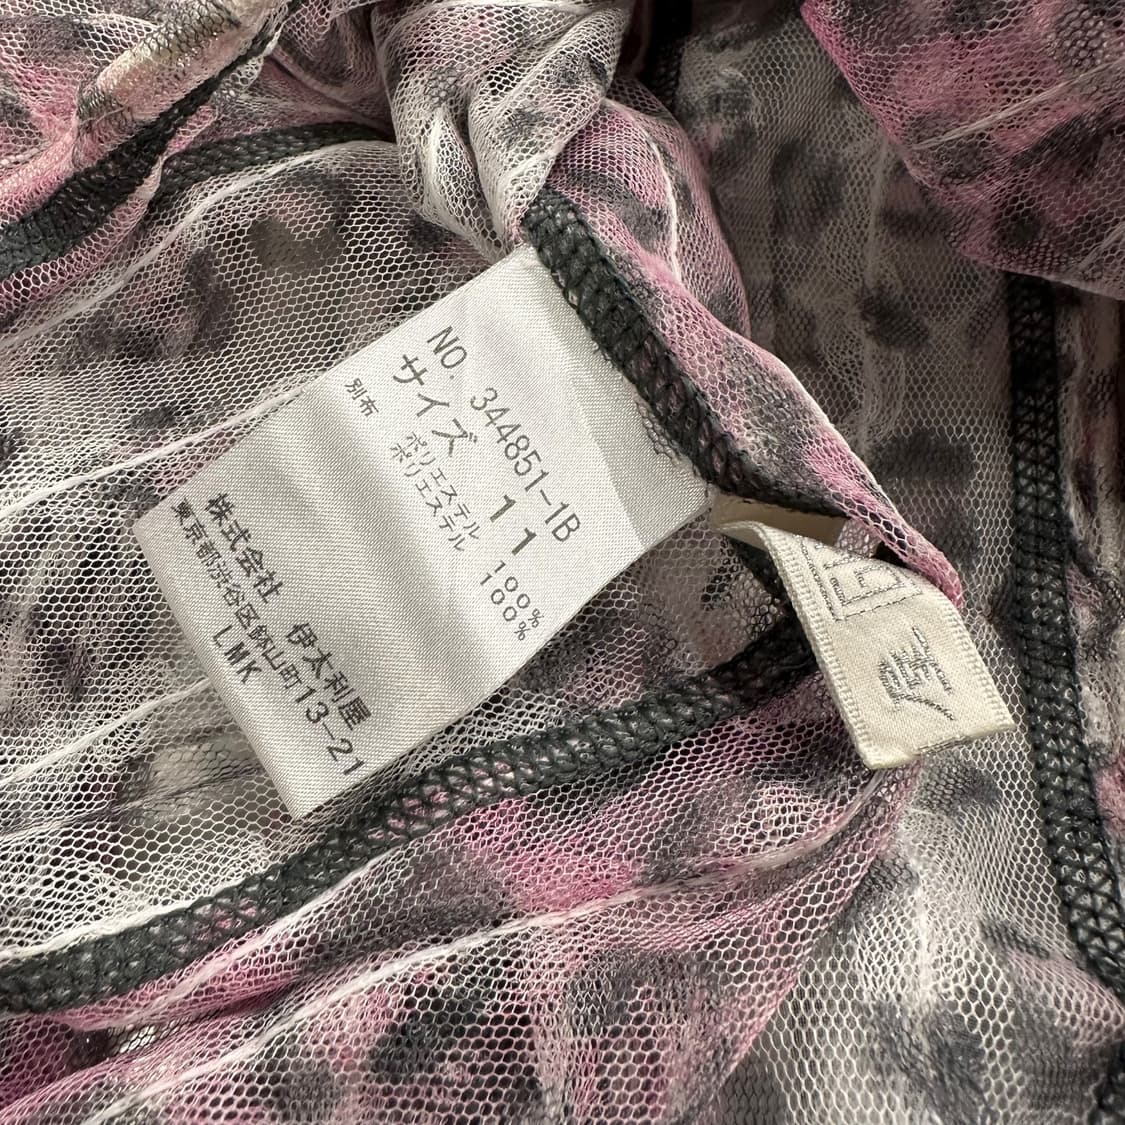 NO. 344851-1B
サイズ 11
ポリエステル 100%
別布 ポリエステル 100%
株式会社 伊太利屋
東京都渋谷区鉢山町13-21
LMK